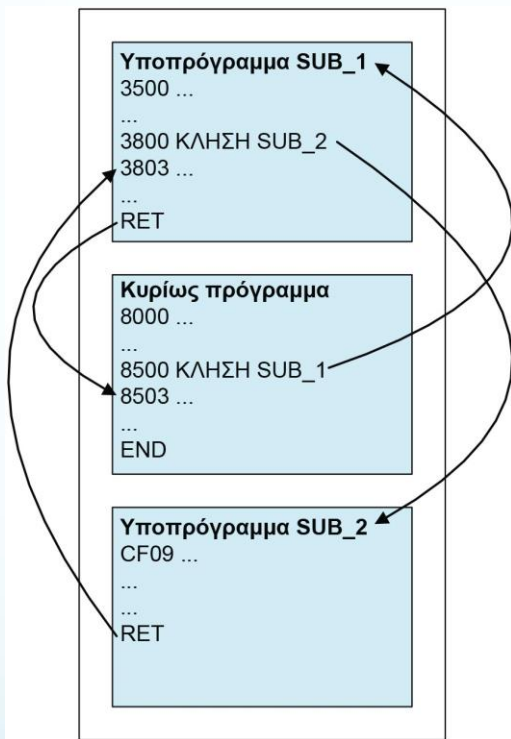 Υποπρόγραμμα SUB_1
3500 ...
...
3800 ΚΛΗΣΗ SUB_2
3803 ...
...
RET
Κυρίως πρόγραμμα
8000 ...
...
8500 ΚΛΗΣΗ SUB_1
8503 ...
...
END
Υποπρόγραμμα SUB_2
CF09 ...
...
...
RET